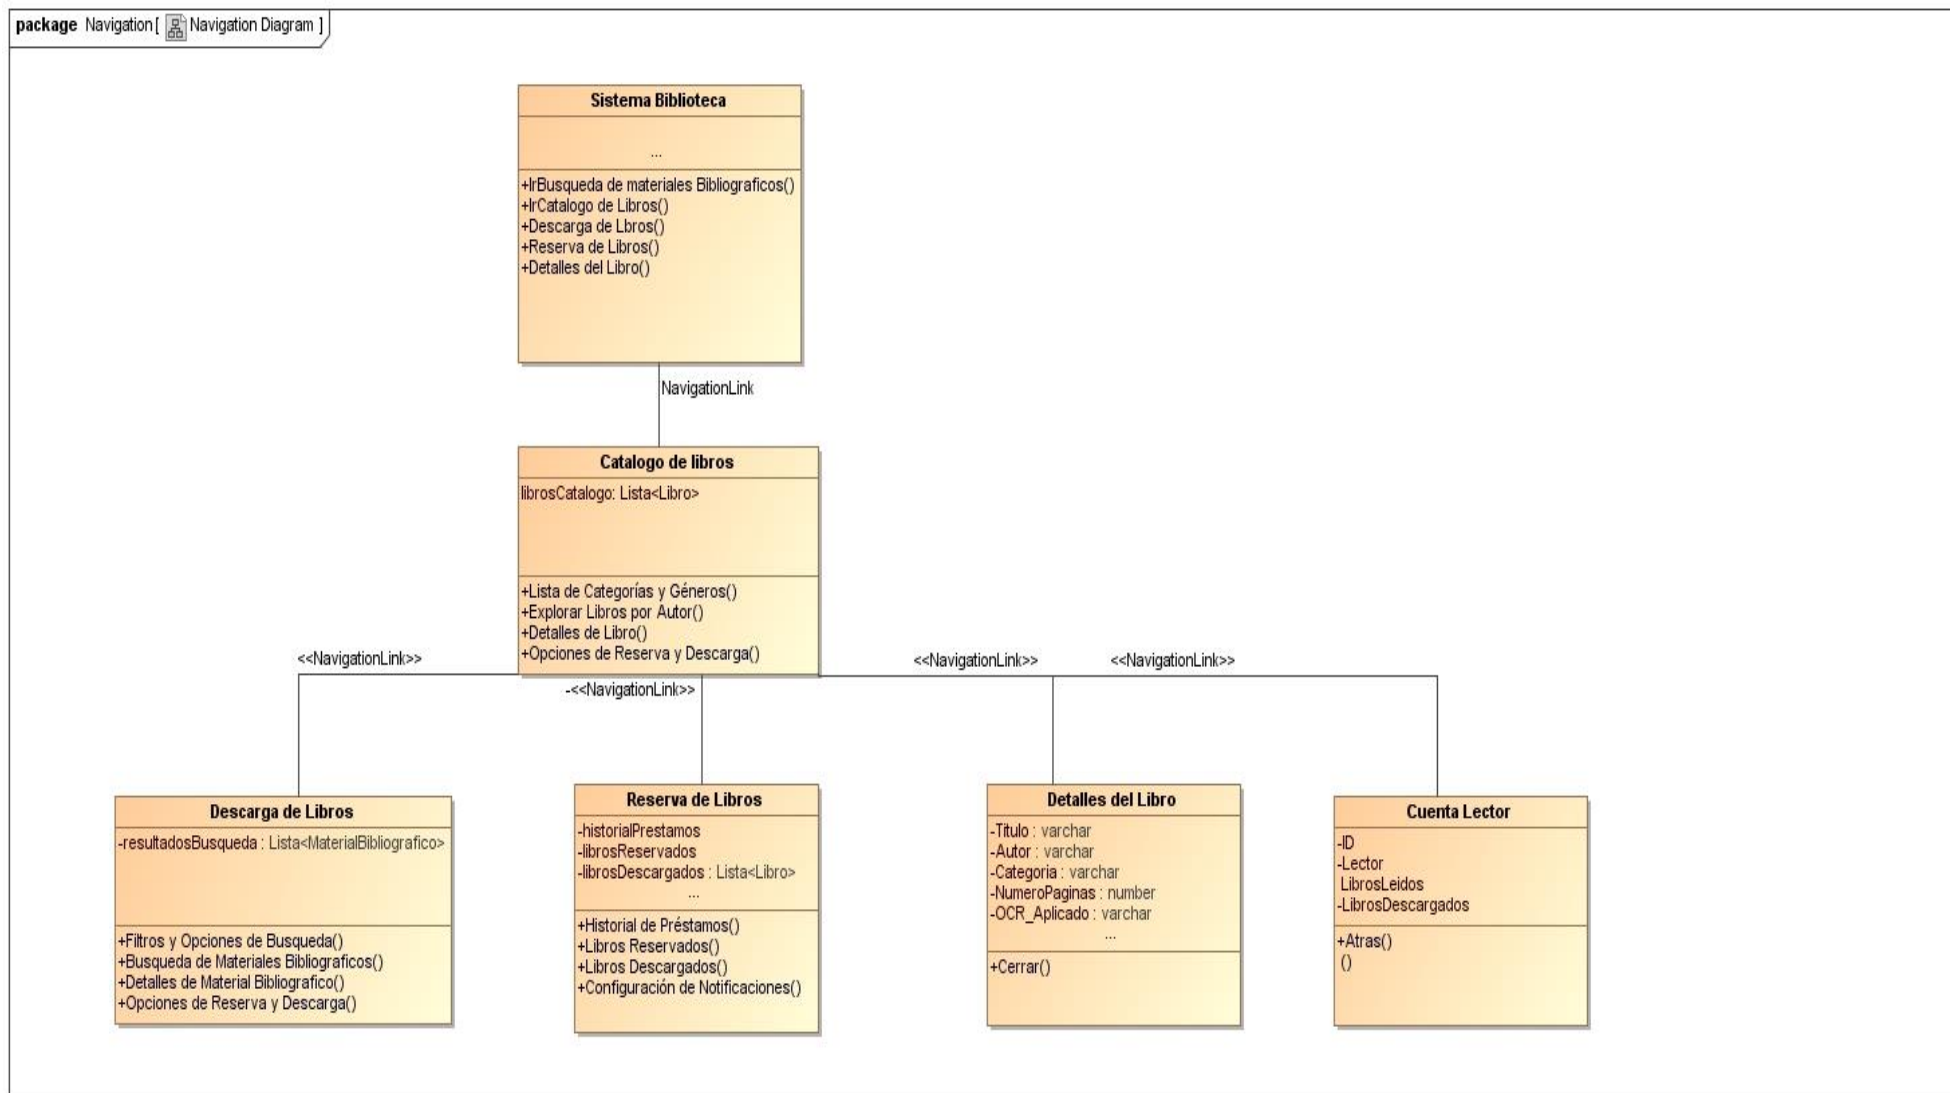 package Navigation [ Navigation Diagram ]
Sistema Biblioteca
...
+IrBusqueda de materiales Bibliograficos()
+IrCatalogo de Libros()
+Descarga de Lbros()
+Reserva de Libros()
+Detalles del Libro()
NavigationLink
Catalogo de libros
librosCatalogo: Lista<Libro>
+Lista de Categorías y Géneros()
+Explorar Libros por Autor()
+Detalles de Libro()
+Opciones de Reserva y Descarga()
<<NavigationLink>>
-<<NavigationLink>>
<<NavigationLink>>
<<NavigationLink>>
Descarga de Libros
-resultadosBusqueda : Lista<MaterialBibliografico>
+Filtros y Opciones de Busqueda()
+Busqueda de Materiales Bibliograficos()
+Detalles de Material Bibliografico()
+Opciones de Reserva y Descarga()
Reserva de Libros
-historialPrestamos
-librosReservados
-librosDescargados : Lista<Libro>
...
+Historial de Préstamos()
+Libros Reservados()
+Libros Descargados()
+Configuración de Notificaciones()
Detalles del Libro
-Titulo : varchar
-Autor : varchar
-Categoria : varchar
-NumeroPaginas : number
-OCR_Aplicado : varchar
...
+Cerrar()
Cuenta Lector
-ID
-Lector
LibrosLeidos
-LibrosDescargados
+Atras()
()